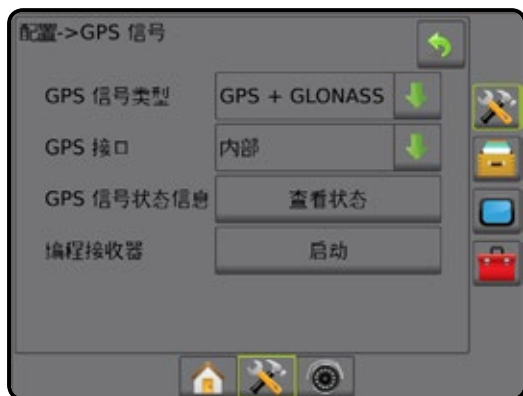 配置->GPS 信号
GPS 信号类型 GPS + GLONASS
GPS 接口 内部
GPS 信号状态信息 查看状态
编程接收器 启动